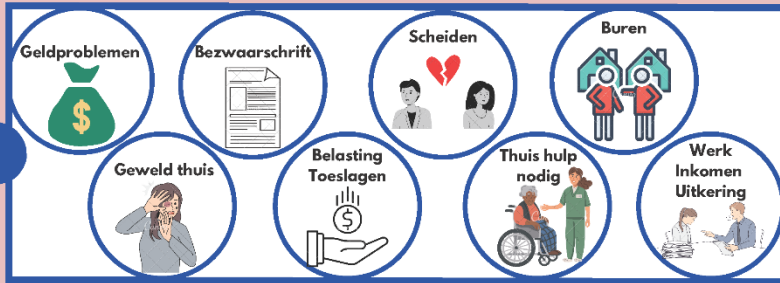 Geldproblemen
Bezwaarschrift
Scheiden
Buren
Geweld thuis
Belasting
Toeslagen
Thuis hulp
nodig
Werk
Inkomen
Uitkering